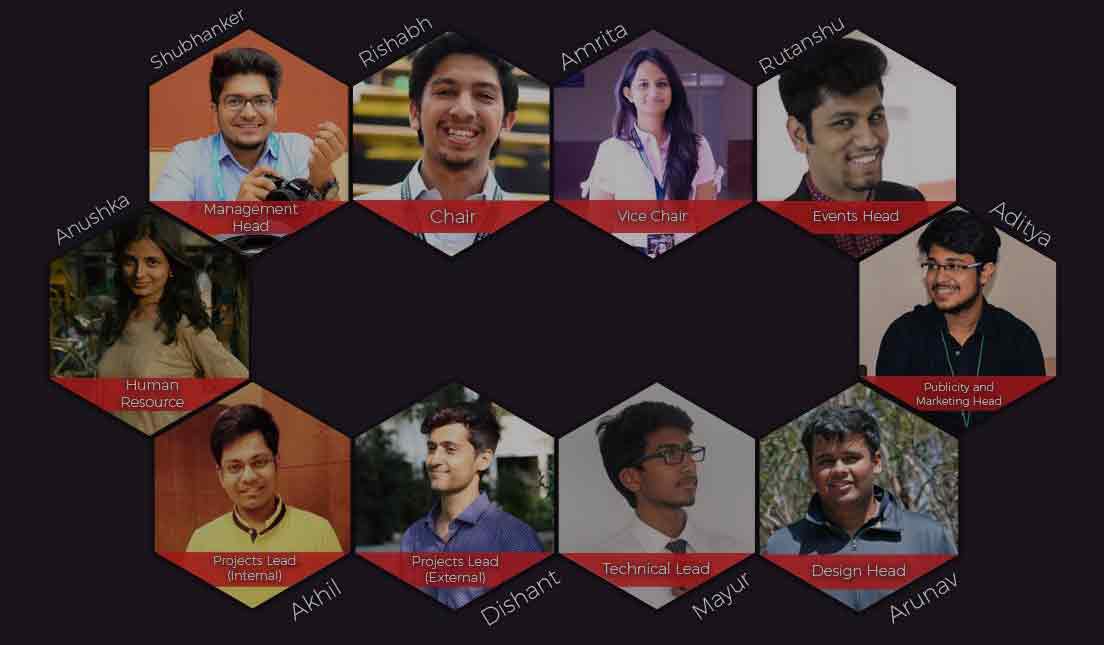 Shubhanker
Management
Head
Rishabh
Chair
Amrita
Vice Chair
Rutanshu
Events Head
Anushka
Human
Resource
Aditya
Publicity and
Marketing Head
Projects Lead
(Internal)
Akhil
Projects Lead
(External)
Dishant
Technical Lead
Mayur
Design Head
Arunav